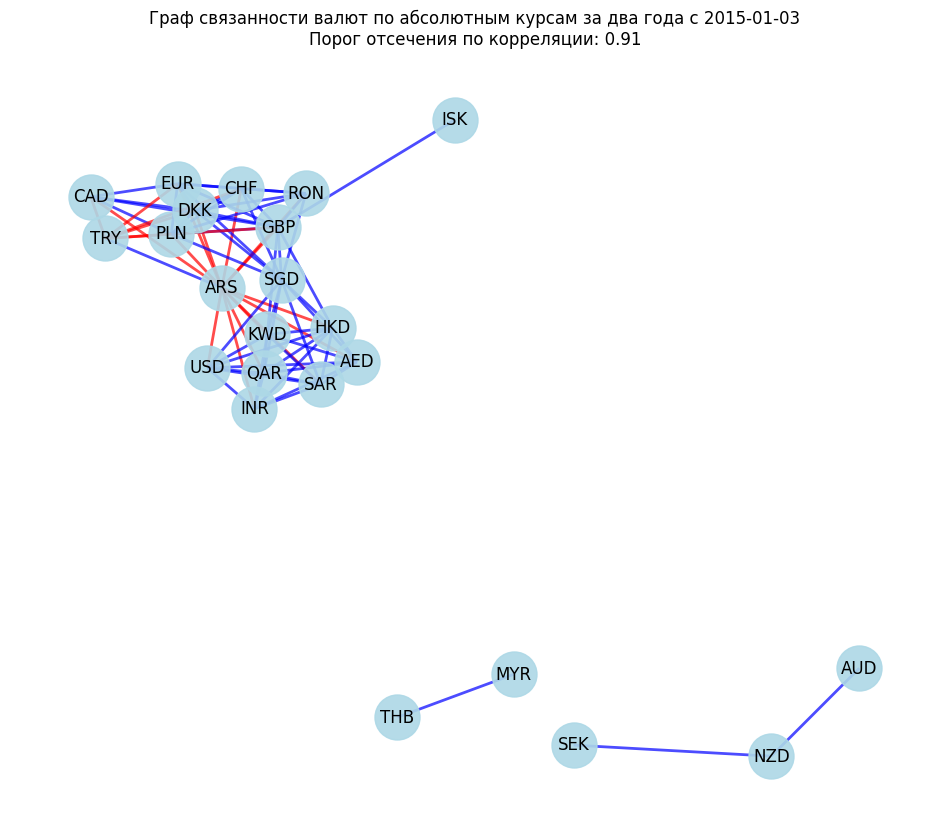 Граф связанности валют по абсолютным курсам за два года с 2015-01-03
Порог отсечения по корреляции: 0.91
ISK
EUR
CHF
RON
CAD
DKK
GBP
TRY
PLN
SGD
ARS
HKD
KWD
AED
USD
QAR
SAR
INR
MYR
AUD
THB
SEK
NZD